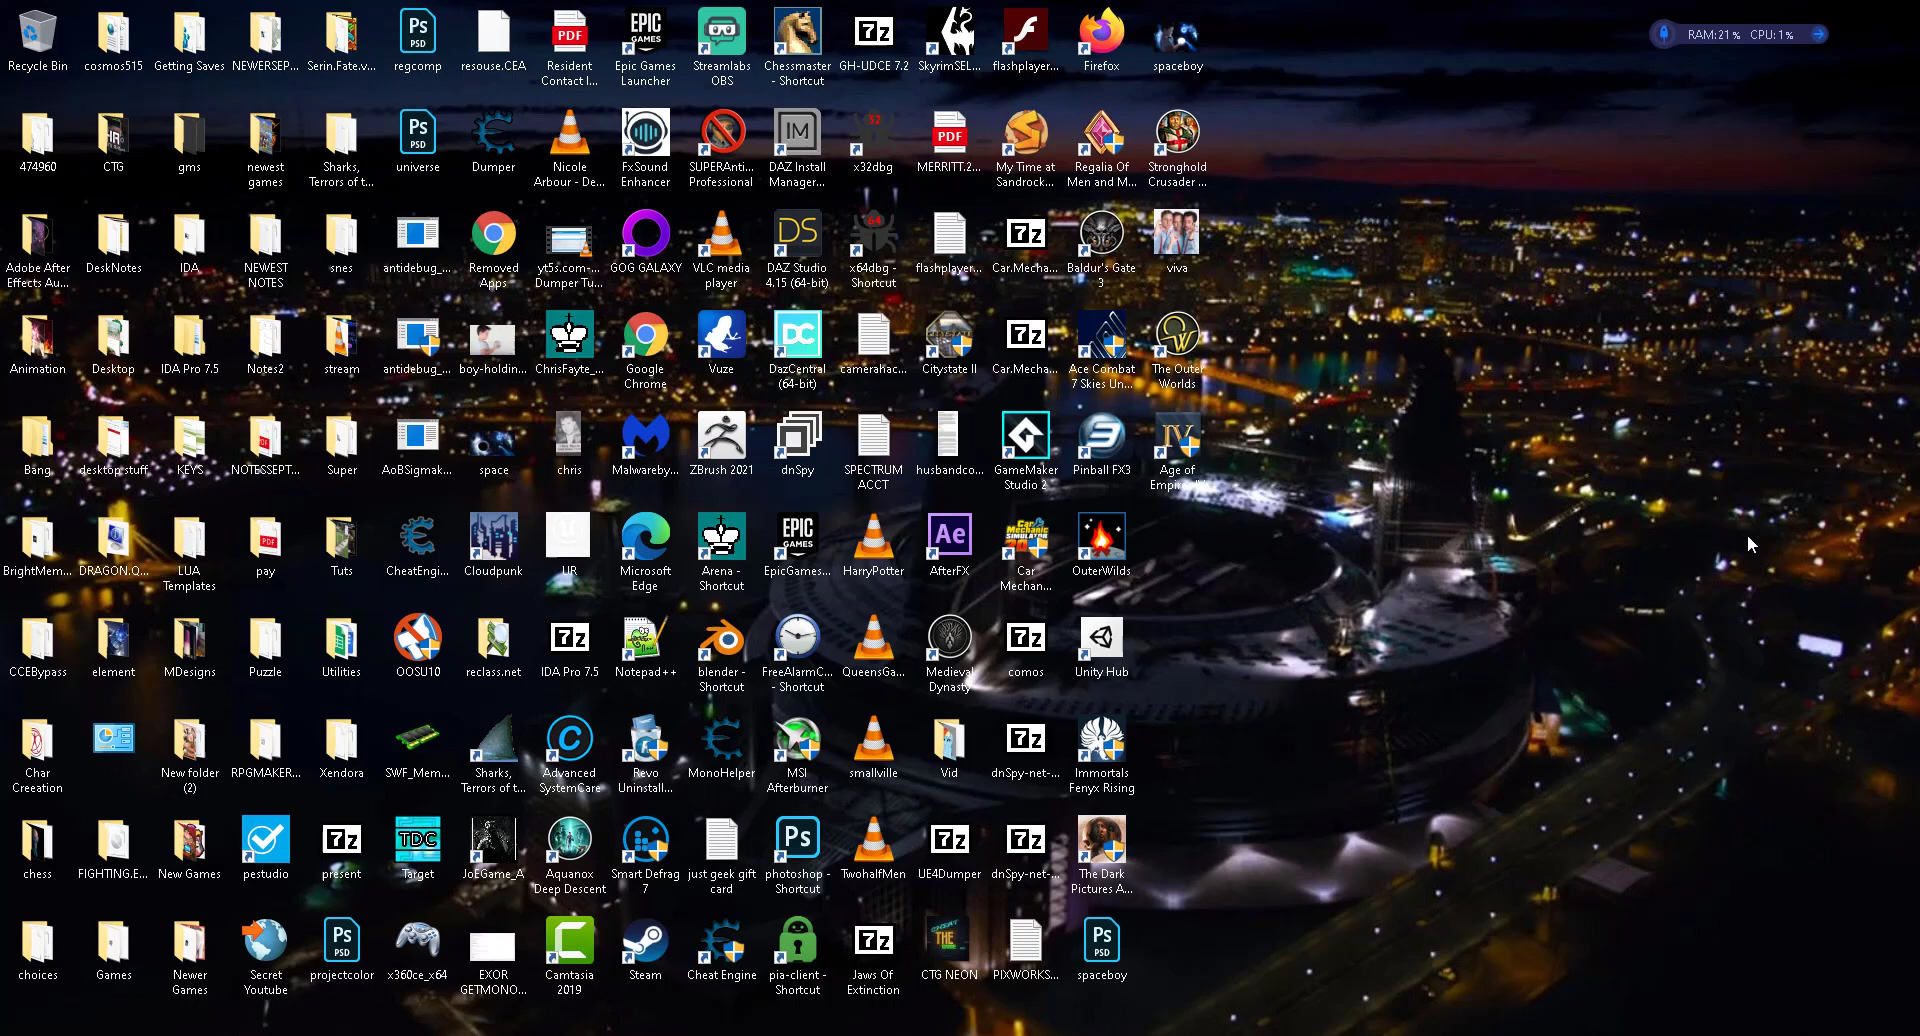 RAM:21% CPU:1%
Recycle Bin
cosmos515
Getting Saves
NEWERSEP...
Serin.Fate.v...
regcomp
resouse.CEA
Resident
Contact I...
Epic Games
Launcher
Streamlabs
OBS
Chessmaster
- Shortcut
GH-UDCE 7.2
SkyrimSEL...
flashplayer...
Firefox
spaceboy
474960
CTG
gms
newest
games
Sharks,
Terrors of t...
universe
Dumper
Nicole
Arbour - De...
FxSound
Enhancer
SUPERAnti...
Professional
DAZ Install
Manager...
x32dbg
MERRITT.2...
My Time at
Sandrock...
Regalia Of
Men and M...
Stronghold
Crusader ...
Adobe After
Effects Au...
DeskNotes
IDA
NEWEST
NOTES
snes
antidebug_...
Removed
Apps
yt5s.com-...
Dumper Tu...
GOG GALAXY
VLC media
player
DAZ Studio
4.15 (64-bit)
x64dbg -
Shortcut
flashplayer...
Car.Mecha...
Baldur's Gate
3
viva
Animation
Desktop
IDA Pro 7.5
Notes2
stream
antidebug_...
boy-holdin...
ChrisFayte_...
Google
Chrome
Vuze
DazCentral
(64-bit)
camerahac...
Citystate II
Car.Mecha...
Ace Combat
7 Skies Un...
The Outer
Worlds
Bang
desktop stuff
KEYS
NOTESSEPT...
Super
AoBSigmak...
space
chris
Malwareby...
ZBrush 2021
dnSpy
SPECTRUM
ACCT
husbandco...
GameMaker
Studio 2
Pinball FX3
Age of
Empires IV
BrightMem...
DRAGON.Q...
LUA
Templates
pay
Tuts
CheatEngi...
Cloudpunk
UR
Microsoft
Edge
Arena -
Shortcut
EpicGames...
HarryPotter
AfterFX
Car
Mechan...
OuterWilds
CCEBypass
element
MDesigns
Puzzle
Utilities
OOSU10
reclass.net
IDA Pro 7.5
Notepad++
blender -
Shortcut
FreeAlarmC...
- Shortcut
QueensGa...
Medieval
Dynasty
comos
Unity Hub
Char
Creeation
New folder
(2)
RPGMAKER...
Xendora
SWF_Mem...
Sharks,
Terrors of t...
Advanced
SystemCare
Revo
Uninstall...
MonoHelper
MSI
Afterburner
smallville
Vid
dnSpy-net-...
Immortals
Fenyx Rising
chess
FIGHTING.E...
New Games
pestudio
present
Target
JoEGame_A
Aquanox
Deep Descent
Smart Defrag
7
just geek gift
card
photoshop -
Shortcut
TwohalfMen
UE4Dumper
dnSpy-net-...
The Dark
Pictures A...
choices
Games
Newer
Games
Secret
Youtube
projectcolor
x360ce_x64
EXOR
GETMONO...
Camtasia
2019
Steam
Cheat Engine
pia-client -
Shortcut
Jaws Of
Extinction
CTG NEON
PIXWORKS...
spaceboy